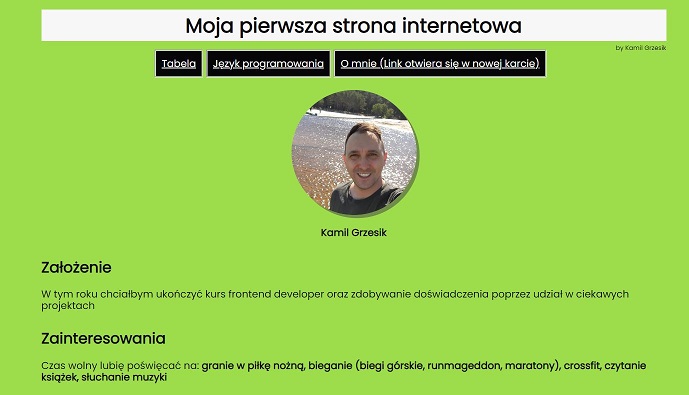 Moja pierwsza strona internetowa
by Kamil Grzesik
Tabela
Język programowania
O mnie (Link otwiera się w nowej karcie)
Kamil Grzesik
Założenie
W tym roku chciałbym ukończyć kurs frontend developer oraz zdobywanie doświadczenia poprzez udział w ciekawych
projektach
Zainteresowania
Czas wolny lubię poświęcać na: granie w piłkę nożną, bieganie (biegi górskie, runmageddon, maratony), crossfit, czytanie
książek, słuchanie muzyki